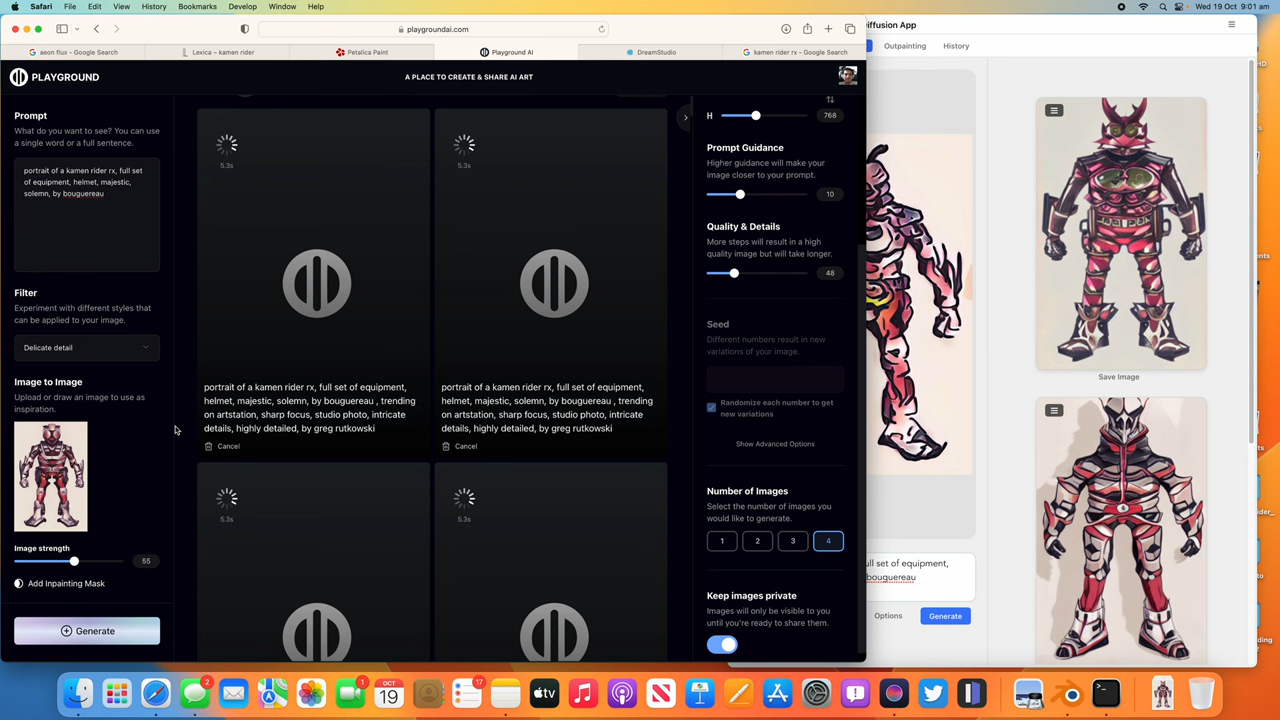 Safari File Edit View History Bookmarks Develop Window Help
Wed 19 Oct 9:01 am
playgroundai.com
aeon flux - Google Search
Lexica – kamen rider
Petalica Paint
Playground AI
DreamStudio
kamen rider rx - Google Search
PLAYGROUND
A PLACE TO CREATE & SHARE AI ART
Prompt
What do you want to see? You can use
a single word or a full sentence.
portrait of a kamen rider rx, full set
of equipment, helmet, majestic,
solemn, by bouguereau
Filter
Experiment with different styles that
can be applied to your image.
Delicate detail
Image to Image
Upload or draw an image to use as
inspiration.
Image strength
55
Add Inpainting Mask
Generate
5.3s
portrait of a kamen rider rx, full set of equipment,
helmet, majestic, solemn, by bouguereau , trending
on artstation, sharp focus, studio photo, intricate
details, highly detailed, by greg rutkowski
Cancel
5.3s
portrait of a kamen rider rx, full set of equipment,
helmet, majestic, solemn, by bouguereau , trending
on artstation, sharp focus, studio photo, intricate
details, highly detailed, by greg rutkowski
Cancel
5.3s
5.3s
H
768
Prompt Guidance
Higher guidance will make your
image closer to your prompt.
10
Quality & Details
More steps will result in a high
quality image but will take longer.
48
Seed
Different numbers result in new
variations of your image.
Randomize each number to get
new variations
Show Advanced Options
Number of Images
Select the number of images you
would like to generate.
1 2 3 4
Keep images private
Images will only be visible to you
until you're ready to share them.
iffusion App
Outpainting
History
ull set of equipment,
bouguereau
Options
Generate
Save Image
2
1
OCT
19
17
tv